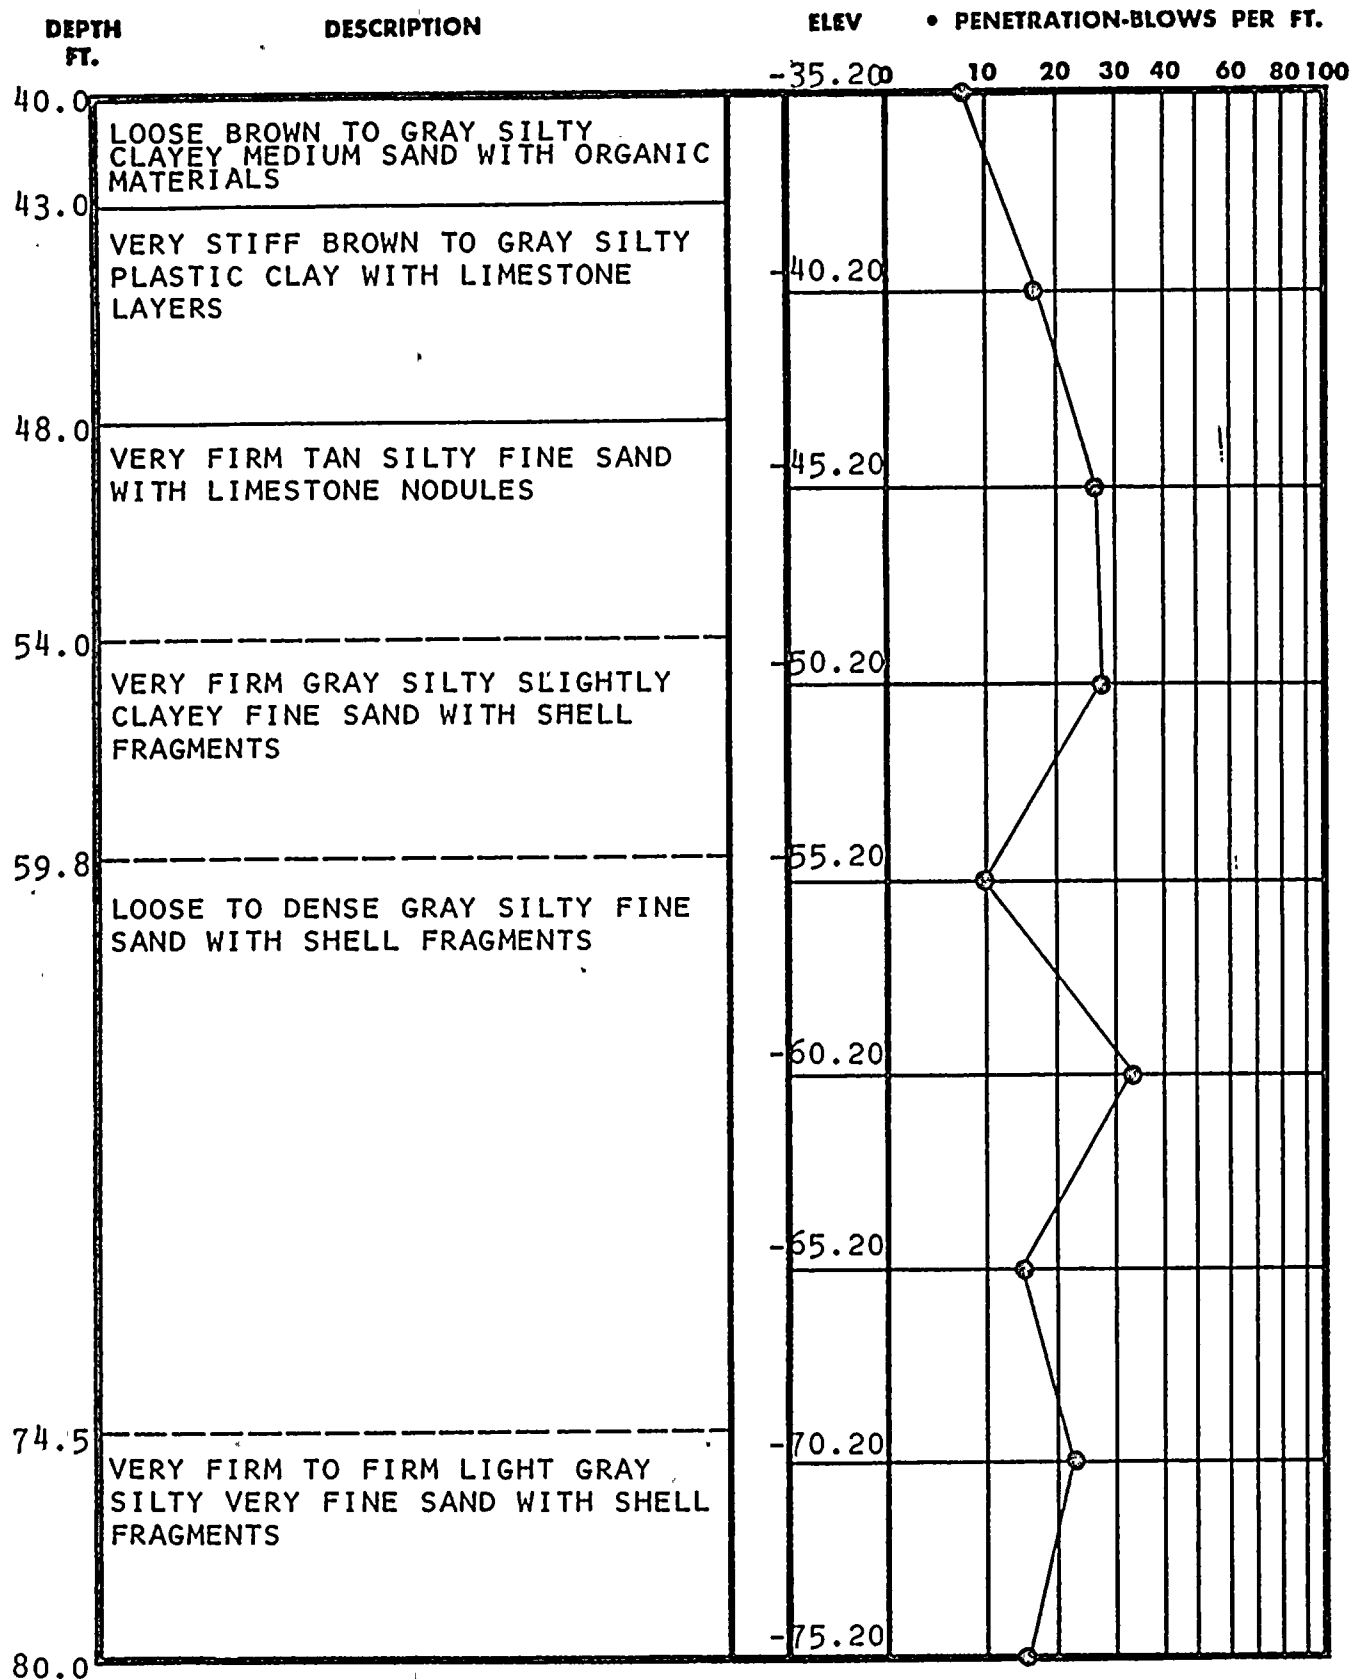 DEPTH FT.
DESCRIPTION
ELEV
• PENETRATION-BLOWS PER FT.
-35.20
0 10 20 30 40 60 80 100
40.0
LOOSE BROWN TO GRAY SILTY
CLAYEY MEDIUM SAND WITH ORGANIC
MATERIALS
43.0
VERY STIFF BROWN TO GRAY SILTY
PLASTIC CLAY WITH LIMESTONE
LAYERS
-40.20
48.0
VERY FIRM TAN SILTY FINE SAND
WITH LIMESTONE NODULES
-45.20
54.0
VERY FIRM GRAY SILTY SLIGHTLY
CLAYEY FINE SAND WITH SHELL
FRAGMENTS
-50.20
59.8
-55.20
LOOSE TO DENSE GRAY SILTY FINE
SAND WITH SHELL FRAGMENTS
-60.20
-65.20
74.5
-70.20
VERY FIRM TO FIRM LIGHT GRAY
SILTY VERY FINE SAND WITH SHELL
FRAGMENTS
-75.20
80.0